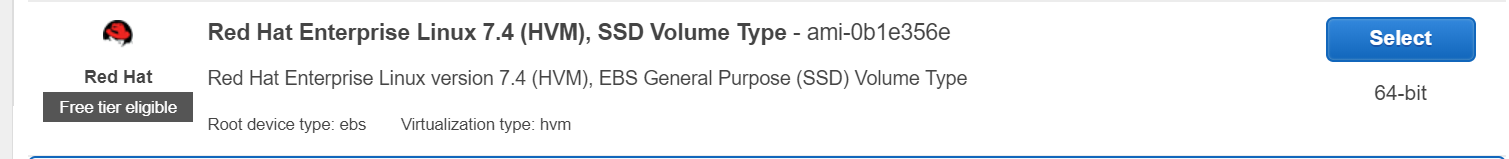 Red Hat Enterprise Linux 7.4 (HVM), SSD Volume Type - ami-0b1e356e
Select
Red Hat
Red Hat Enterprise Linux version 7.4 (HVM), EBS General Purpose (SSD) Volume Type
Free tier eligible
64-bit
Root device type: ebs Virtualization type: hvm